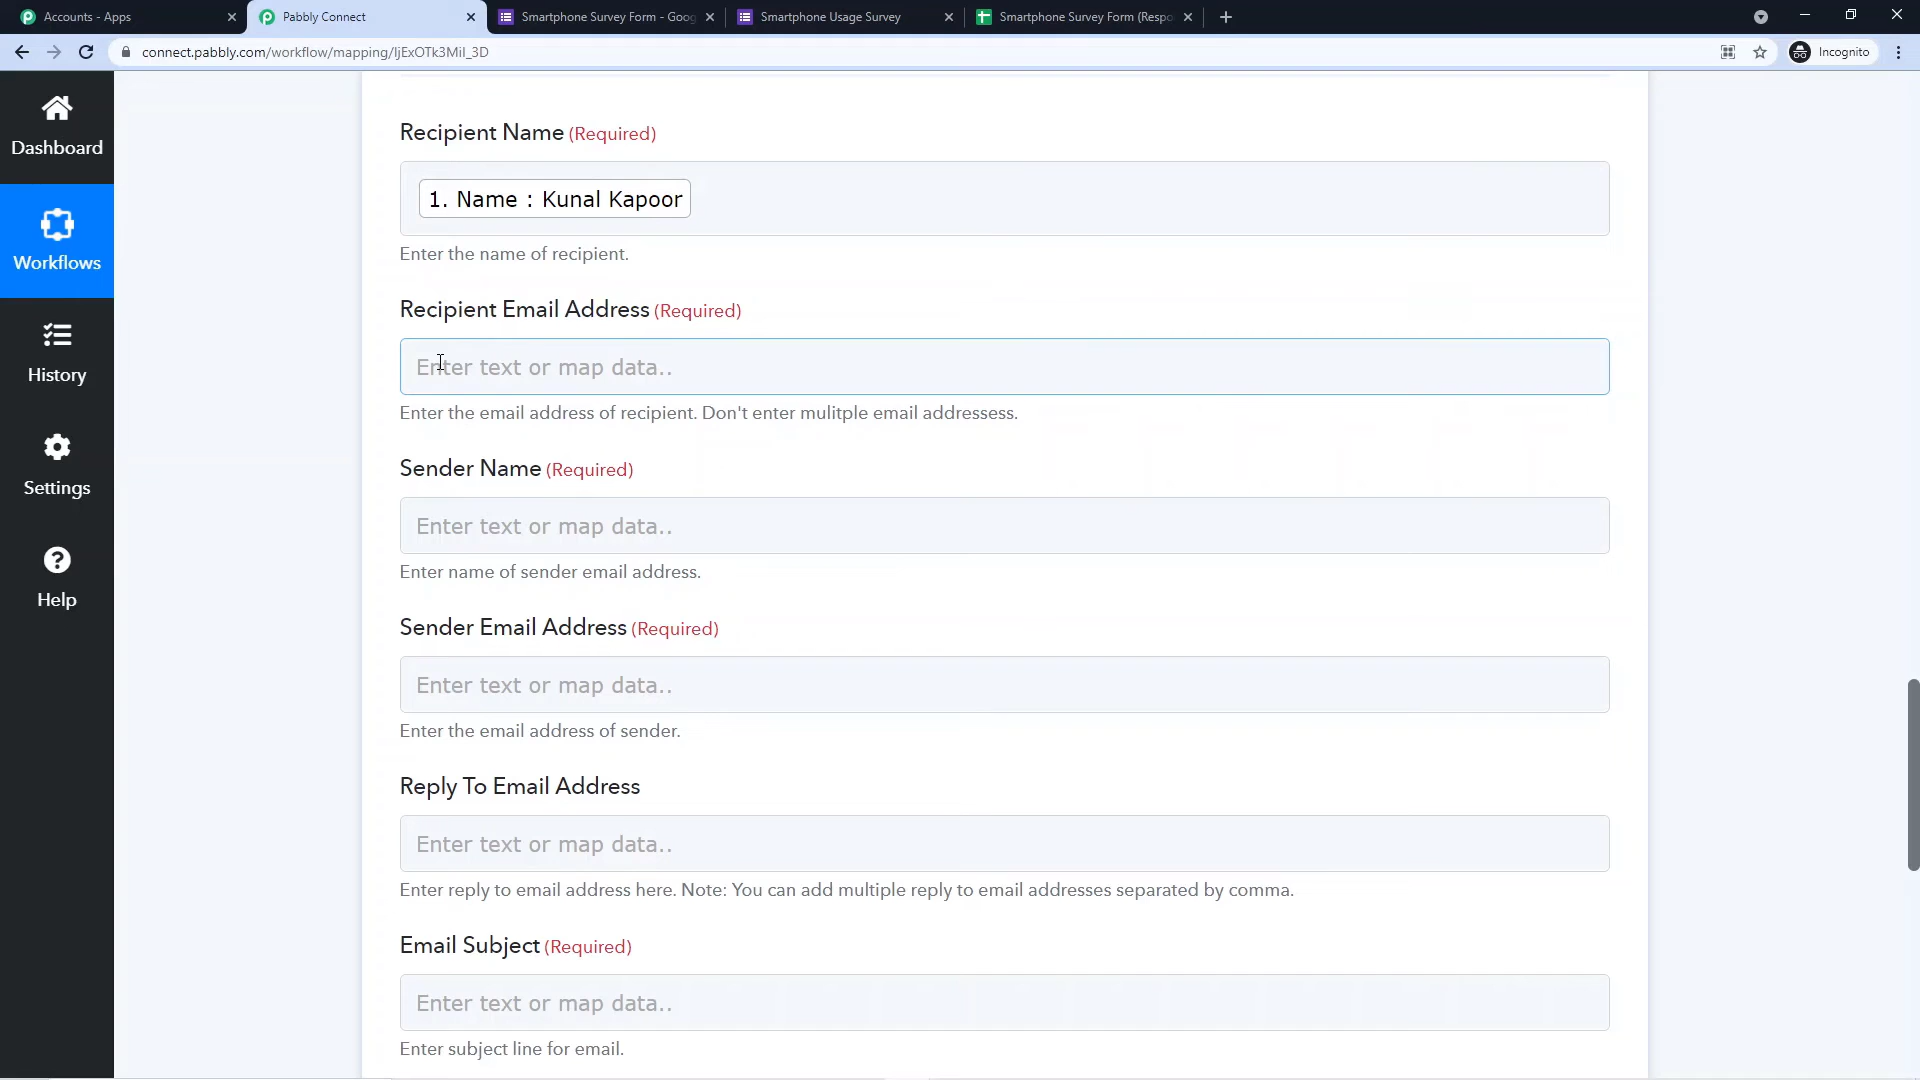 Accounts - Apps
Pabbly Connect
Smartphone Survey Form - Goog
Smartphone Usage Survey
Smartphone Survey Form (Respo
connect.pabbly.com/workflow/mapping/IjExOTk3MiI_3D
Incognito
Dashboard
Workflows
History
Settings
Help
Recipient Name (Required)
1. Name : Kunal Kapoor
Enter the name of recipient.
Recipient Email Address (Required)
Enter text or map data..
Enter the email address of recipient. Don't enter mulitple email addressess.
Sender Name (Required)
Enter text or map data..
Enter name of sender email address.
Sender Email Address (Required)
Enter text or map data..
Enter the email address of sender.
Reply To Email Address
Enter text or map data..
Enter reply to email address here. Note: You can add multiple reply to email addresses separated by comma.
Email Subject (Required)
Enter text or map data..
Enter subject line for email.